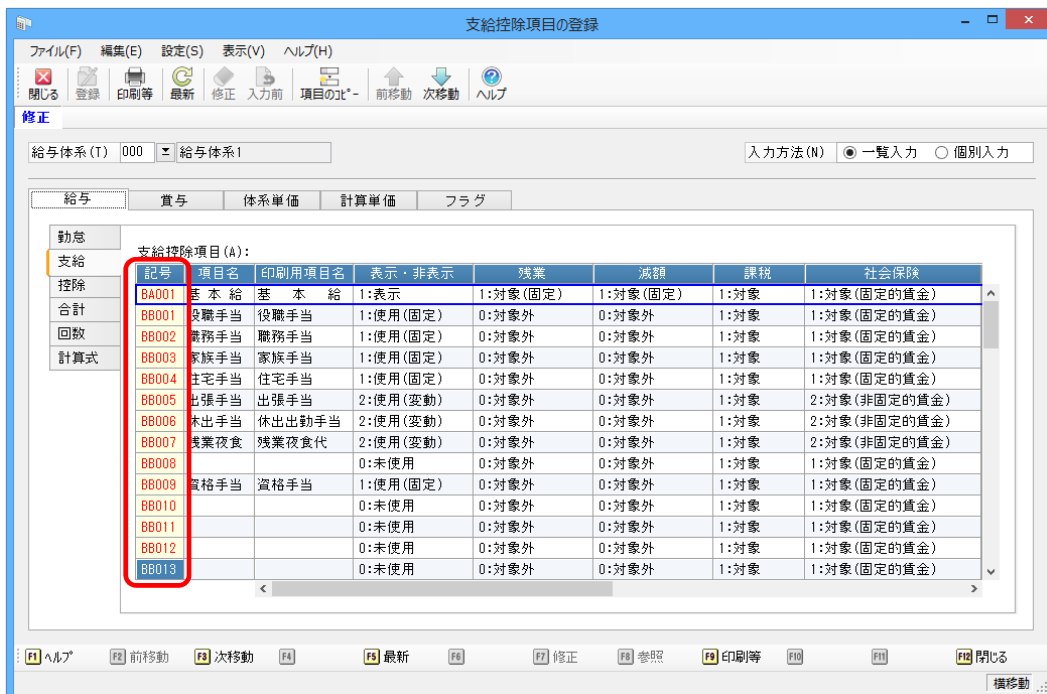 支給控除項目の登録
ファイル(F) 編集(E) 設定(S) 表示(V) ヘルプ(H)
閉じる 登録 印刷等 最新 修正 入力前 項目のｺﾋﾟｰ 前移動 次移動 ヘルプ
修正
給与体系(T) 000 給与体系1 入力方法(N) 一覧入力 個別入力
給与 賞与 体系単価 計算単価 フラグ
勤怠
支給
控除
合計
回数
計算式
支給控除項目(A):
記号 項目名 印刷用項目名 表示・非表示 残業 減額 課税 社会保険
BA001 基 本 給 基 本 給 1:表示 1:対象(固定) 1:対象(固定) 1:対象 1:対象(固定的賃金)
BB001 役職手当 役職手当 1:使用(固定) 0:対象外 0:対象外 1:対象 1:対象(固定的賃金)
BB002 職務手当 職務手当 1:使用(固定) 0:対象外 0:対象外 1:対象 1:対象(固定的賃金)
BB003 家族手当 家族手当 1:使用(固定) 0:対象外 0:対象外 1:対象 1:対象(固定的賃金)
BB004 住宅手当 住宅手当 1:使用(固定) 0:対象外 0:対象外 1:対象 1:対象(固定的賃金)
BB005 出張手当 出張手当 2:使用(変動) 0:対象外 0:対象外 1:対象 2:対象(非固定的賃金)
BB006 休出手当 休出出勤手当 2:使用(変動) 0:対象外 0:対象外 1:対象 2:対象(非固定的賃金)
BB007 残業夜食 残業夜食代 2:使用(変動) 0:対象外 0:対象外 1:対象 2:対象(非固定的賃金)
BB008 0:未使用 0:対象外 0:対象外 1:対象 1:対象(固定的賃金)
BB009 資格手当 資格手当 1:使用(固定) 0:対象外 0:対象外 1:対象 1:対象(固定的賃金)
BB010 0:未使用 0:対象外 0:対象外 1:対象 1:対象(固定的賃金)
BB011 0:未使用 0:対象外 0:対象外 1:対象 1:対象(固定的賃金)
BB012 0:未使用 0:対象外 0:対象外 1:対象 1:対象(固定的賃金)
BB013 0:未使用 0:対象外 0:対象外 1:対象 1:対象(固定的賃金)
F1 ヘルプ F2 前移動 F3 次移動 F4 F5 最新 F6 F7 修正 F8 参照 F9 印刷等 F10 F11 F12 閉じる
横移動